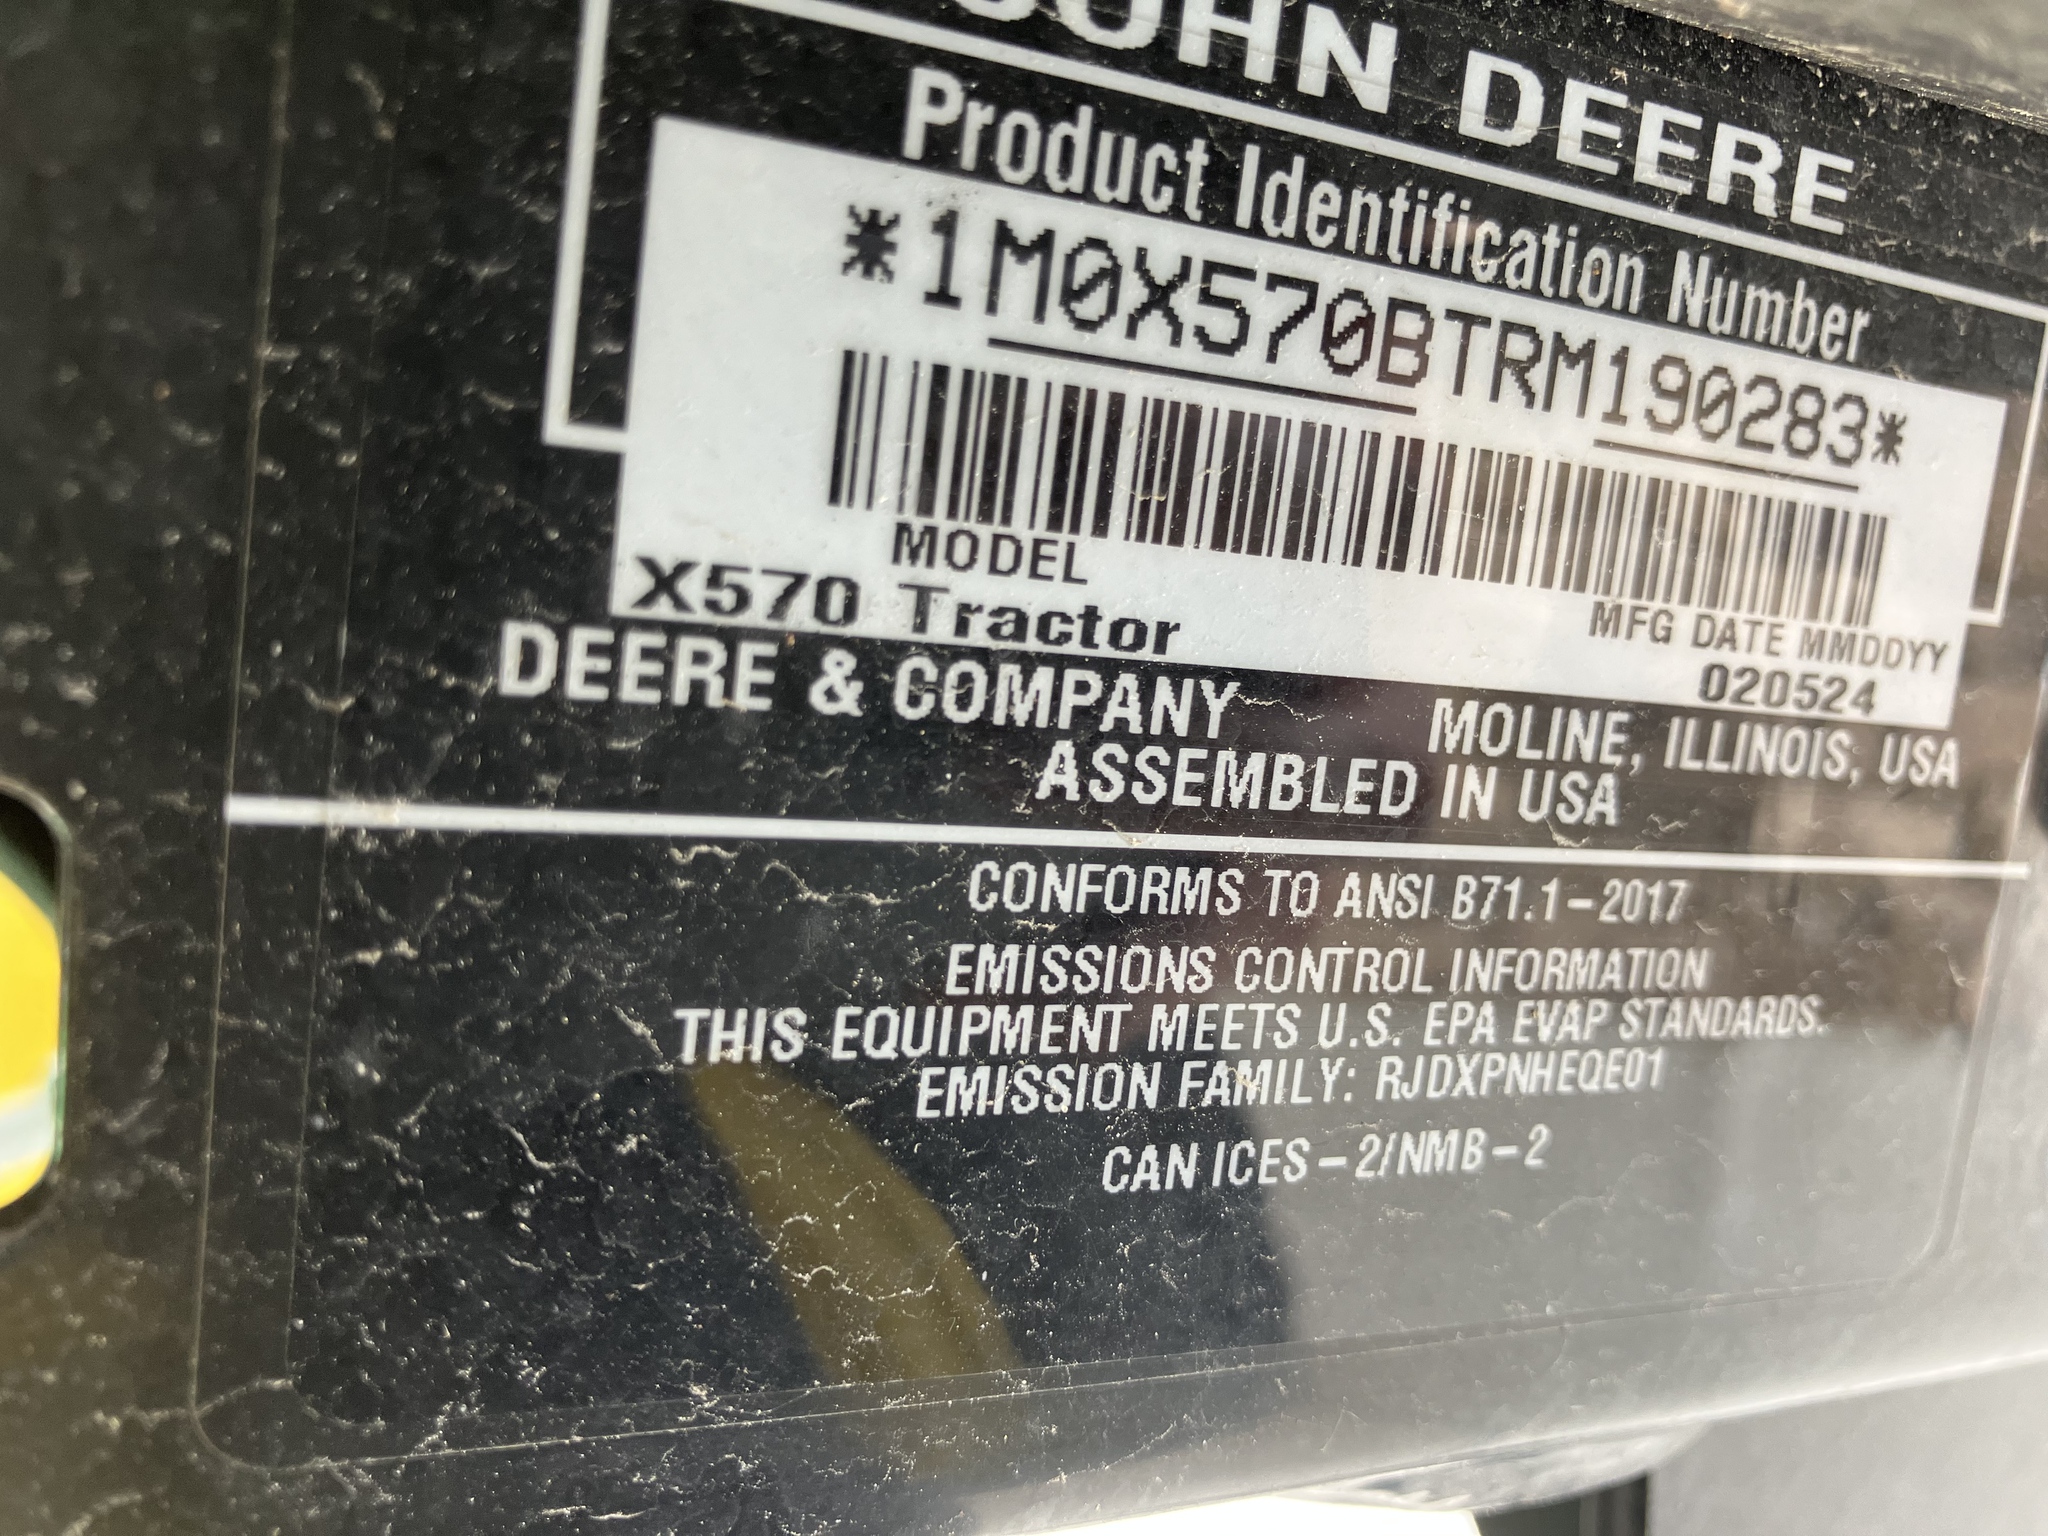 JOHN DEERE
Product Identification Number
*1M0X570BTRM190283*
MODEL
X570 Tractor
MFG DATE MMDDYY
020524
DEERE & COMPANY MOLINE, ILLINOIS, USA
ASSEMBLED IN USA
CONFORMS TO ANSI B71.1-2017
EMISSIONS CONTROL INFORMATION
THIS EQUIPMENT MEETS U.S. EPA EVAP STANDARDS.
EMISSION FAMILY: RJDXPNHEQE01
CAN ICES-2/NMB-2